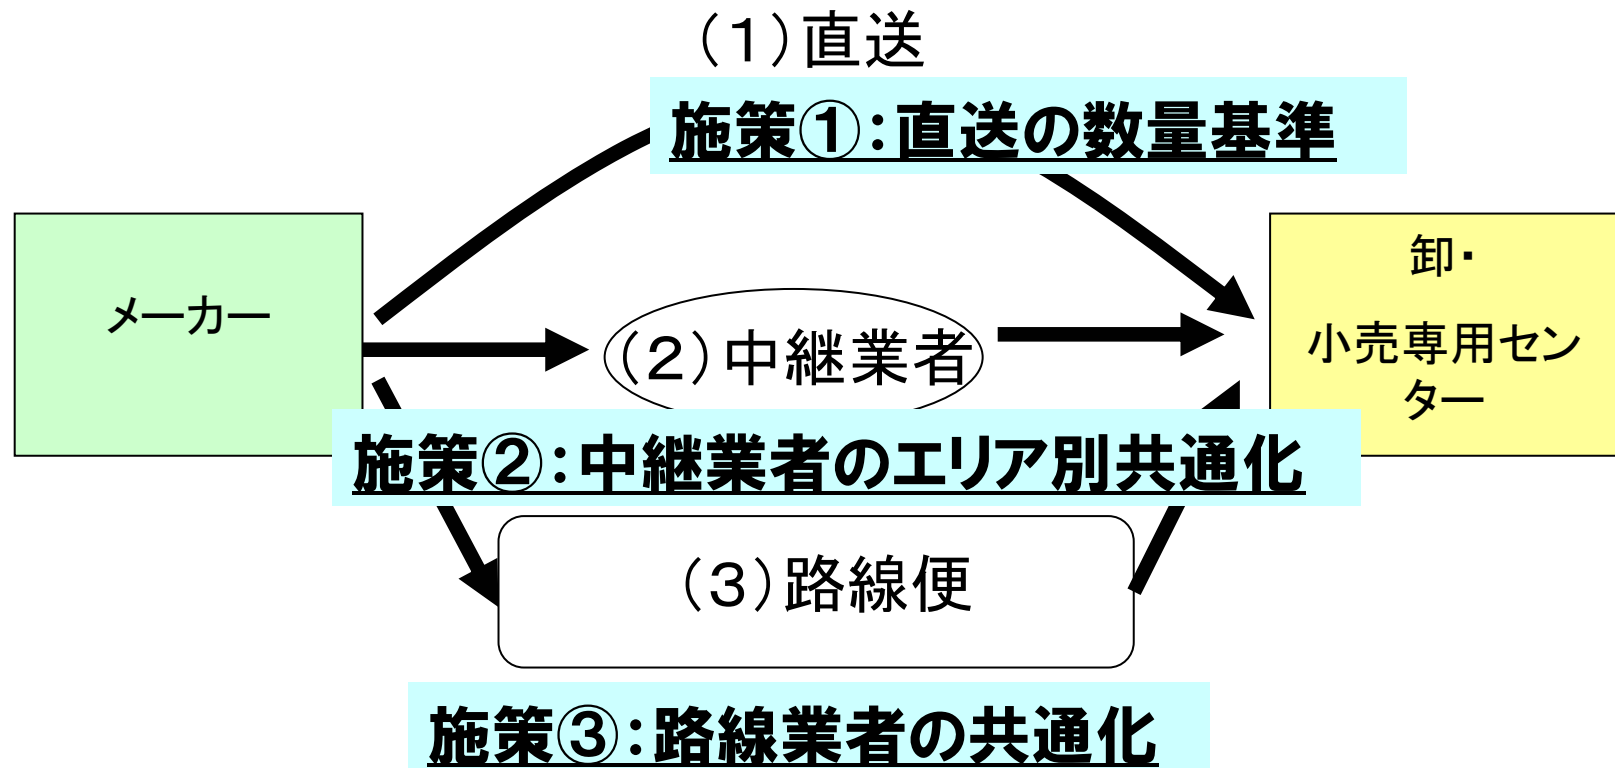 （１）直送
施策①：直送の数量基準
メーカー
卸・
小売専用セン
ター
（２）中継業者
施策②：中継業者のエリア別共通化
（３）路線便
施策③：路線業者の共通化